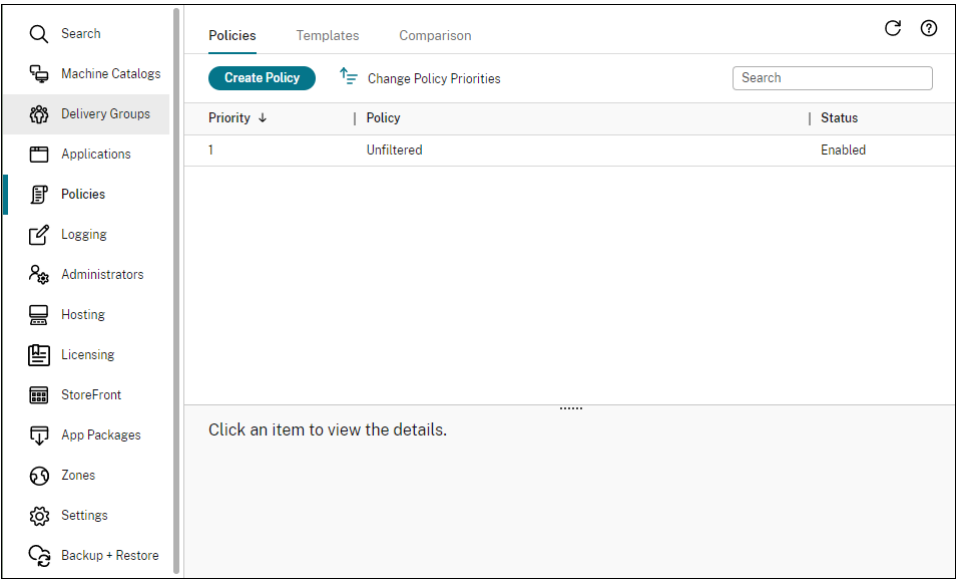 Search
Machine Catalogs
Delivery Groups
Applications
Policies
Logging
Administrators
Hosting
Licensing
StoreFront
App Packages
Zones
Settings
Backup + Restore
Policies Templates Comparison
Create Policy Change Policy Priorities Search
Priority Policy Status
1 Unfiltered Enabled
Click an item to view the details.